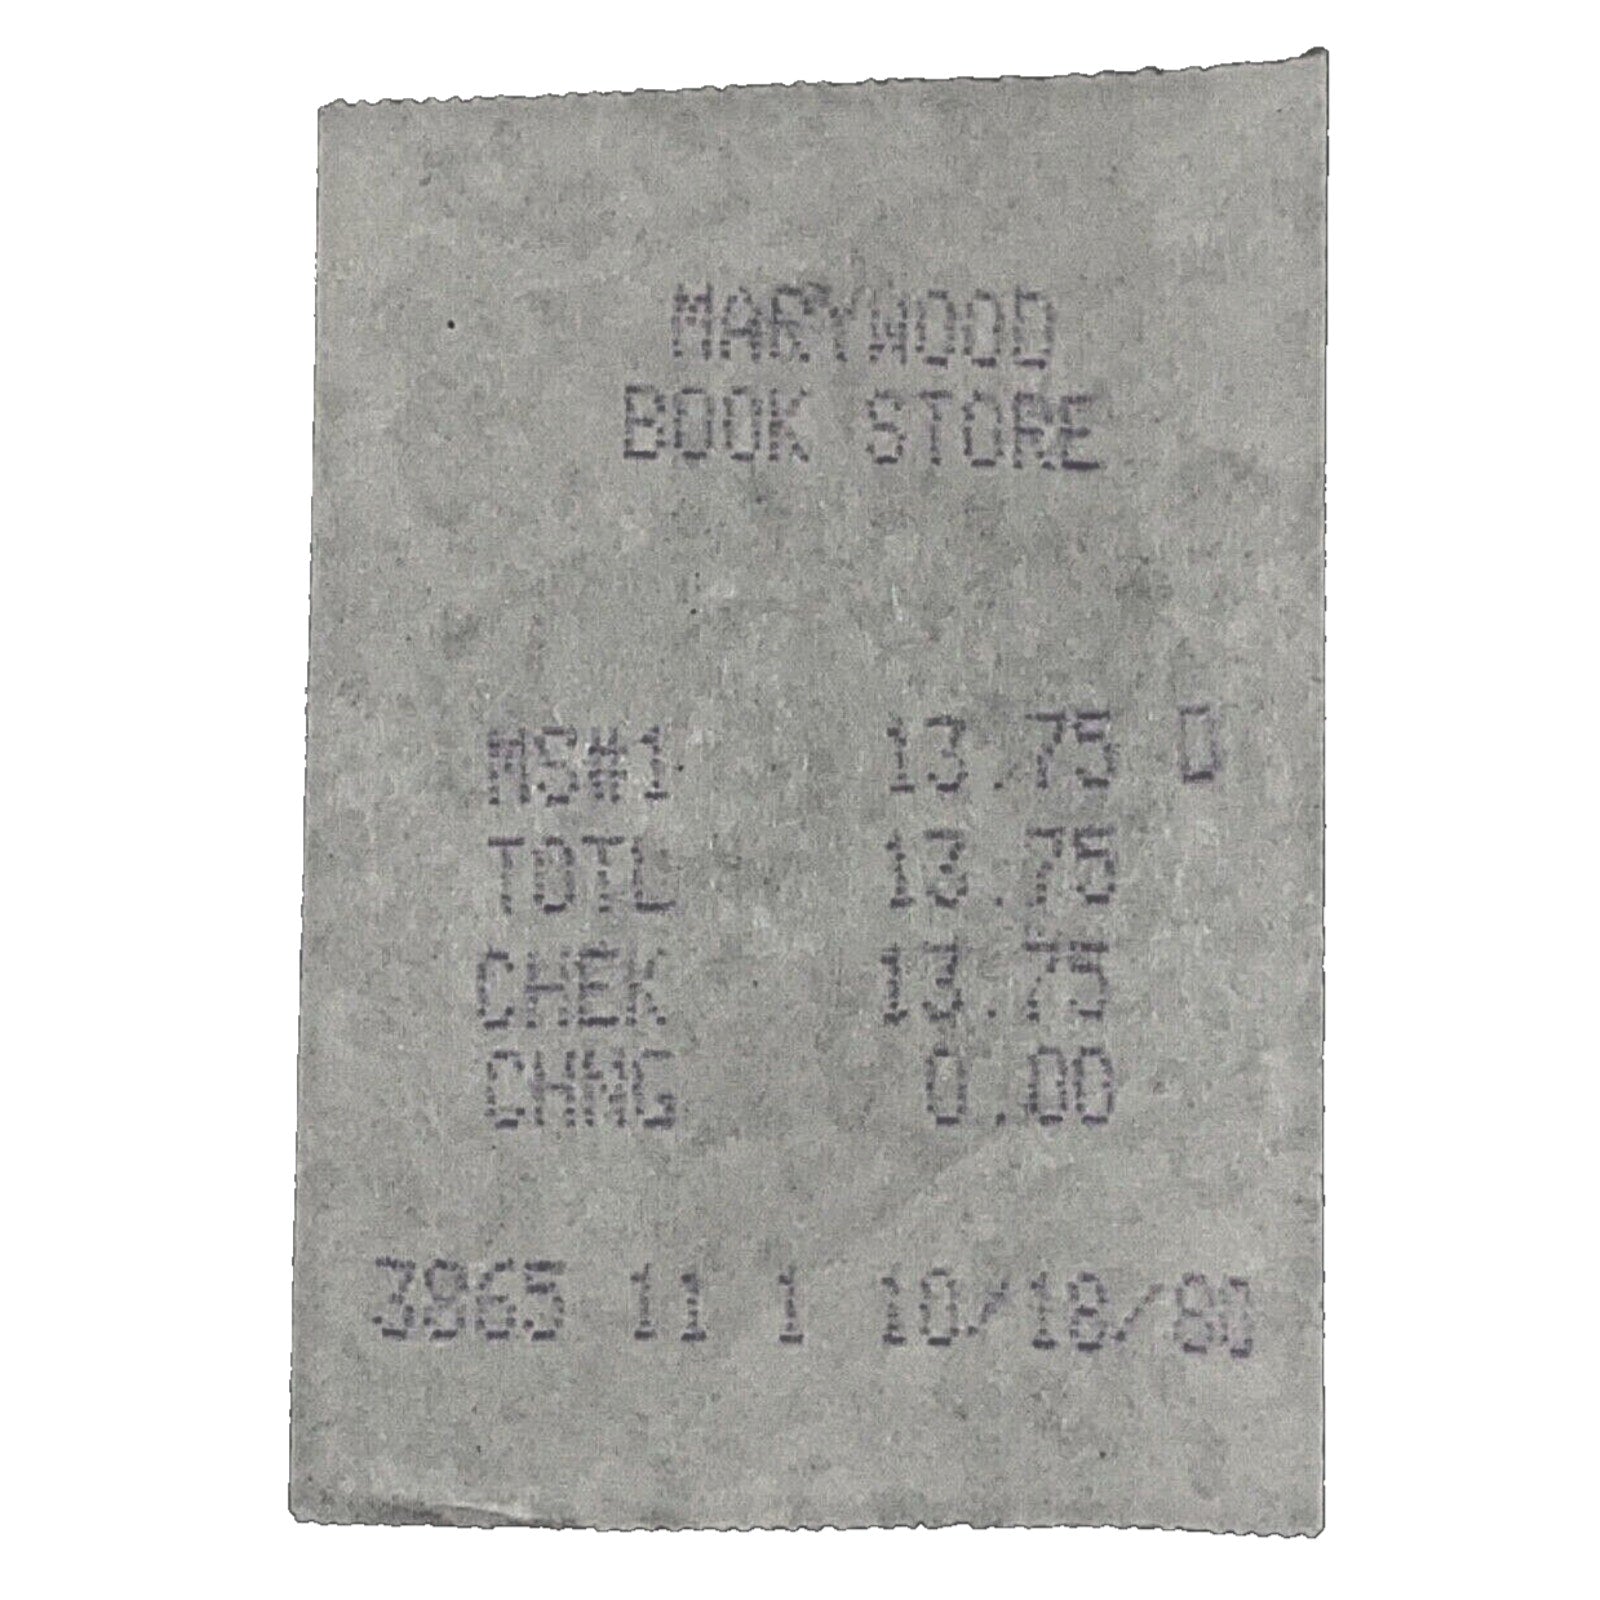 MARYWOOD
BOOK STORE
MS#1 13.75 0
TOTL 13.75
CHEK 13.75
CHNG 0.00
3865 11 1 10/18/80